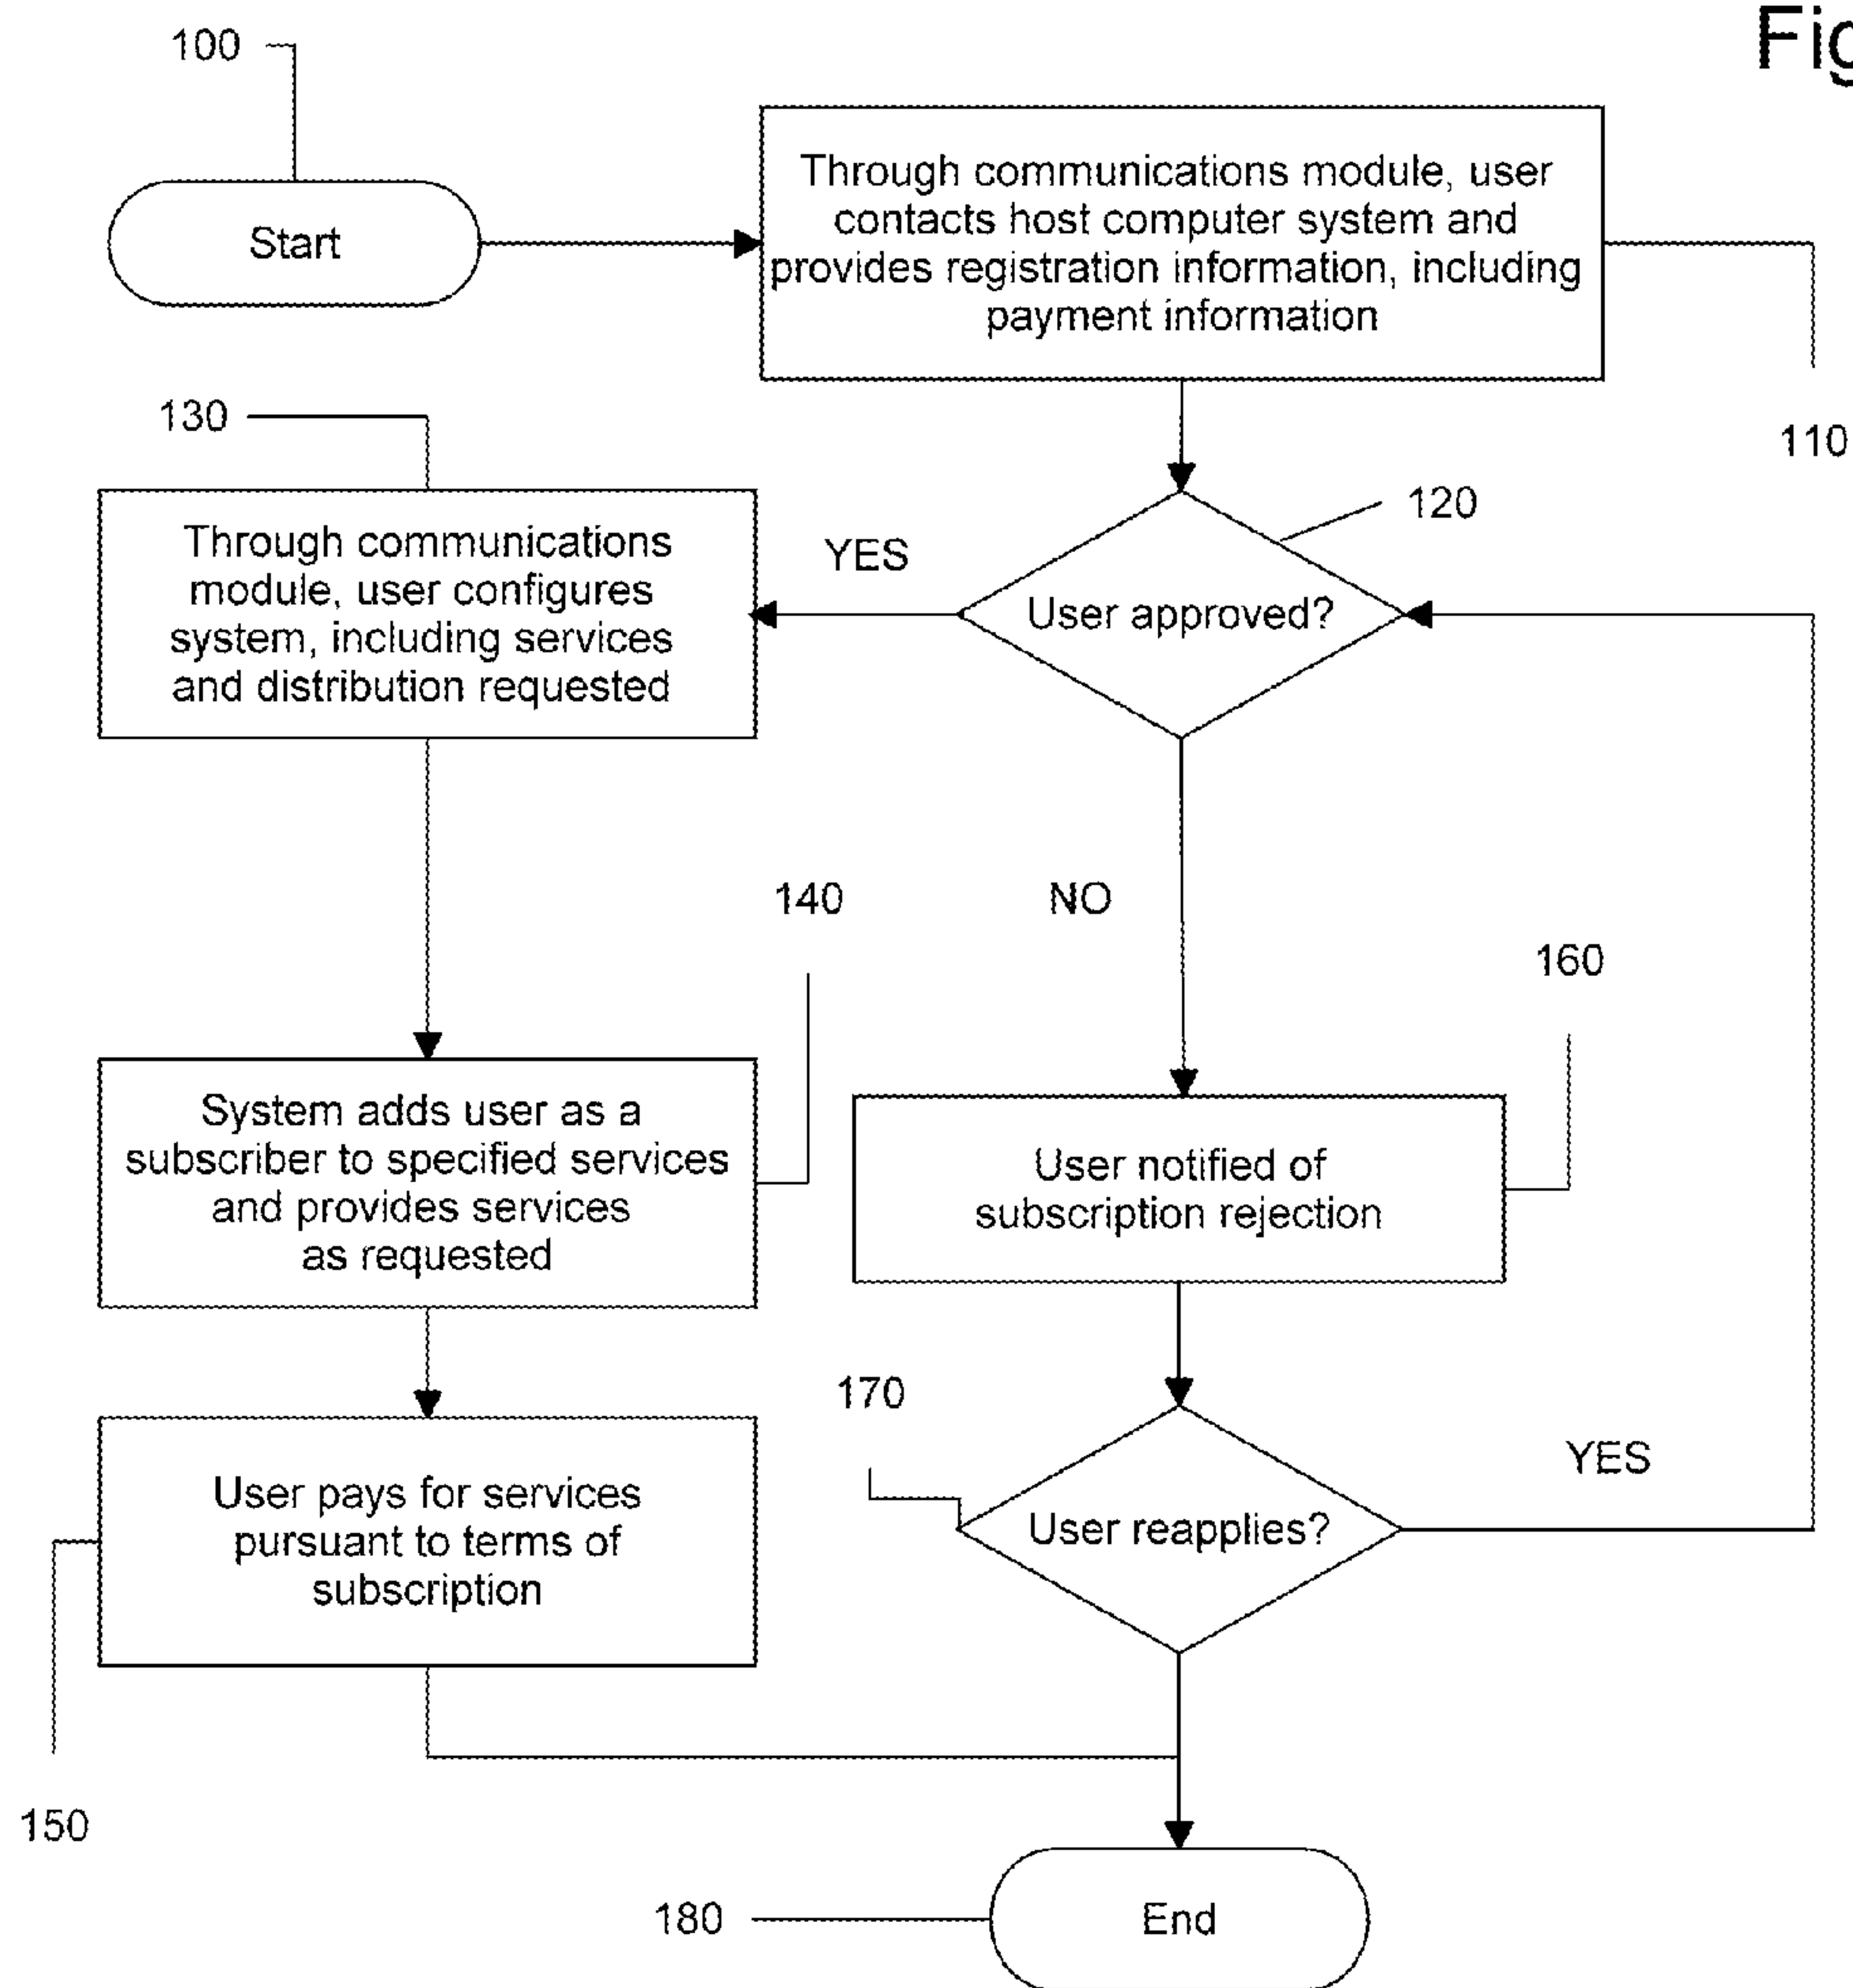 Fig
100
Start
Through communications module, user
contacts host computer system and
provides registration information, including
payment information
110
130
Through communications
module, user configures
system, including services
and distribution requested
YES
User approved?
120
140
NO
160
System adds user as a
subscriber to specified services
and provides services
as requested
User notified of
subscription rejection
170
YES
User pays for services
pursuant to terms of
subscription
User reapplies?
150
180
End